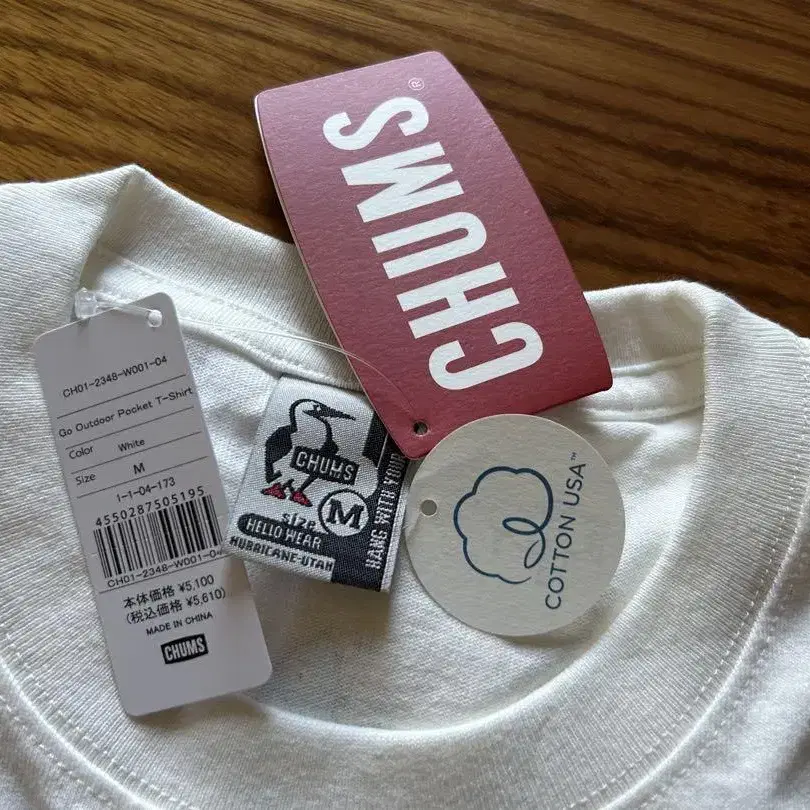 CHUMS®
CH01-2348-W001-04
Go Outdoor Pocket T-Shirt
Color White
Size M
1-1-04-173
4550287505195
CH01-2348-W001-04
本体価格 ¥5,100
(税込価格 ¥5,610)
MADE IN CHINA
CHUMS
CHUMS
size M
HELLO WEAR
HURRICANE-UTAH
HANG WITH YOUR
COTTON USA™